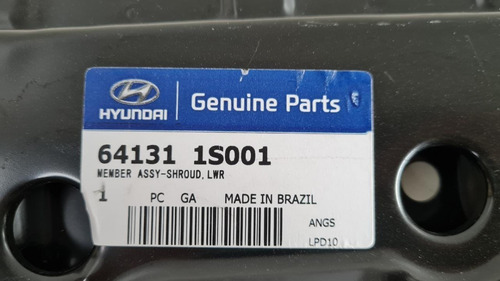 HYUNDAI
Genuine Parts
64131 1S001
MEMBER ASSY-SHROUD,LWR
1 PC GA MADE IN BRAZIL
ANGS
LPD10